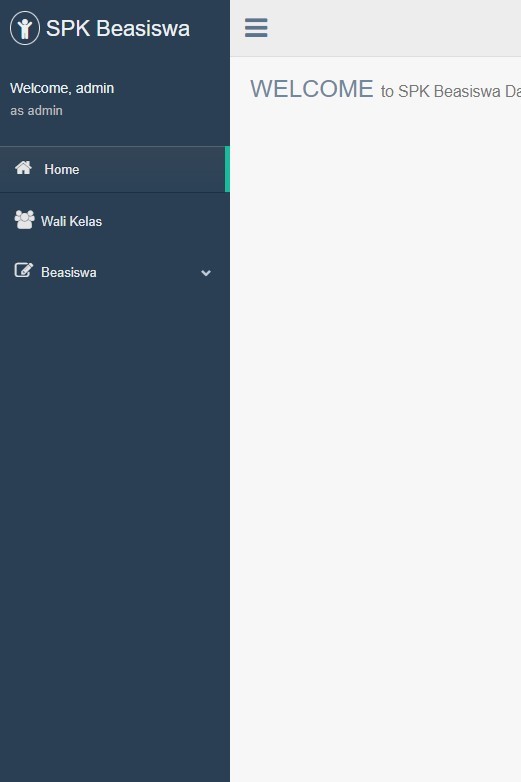 SPK Beasiswa
Welcome, admin
as admin
Home
Wali Kelas
Beasiswa
WELCOME to SPK Beasiswa Da